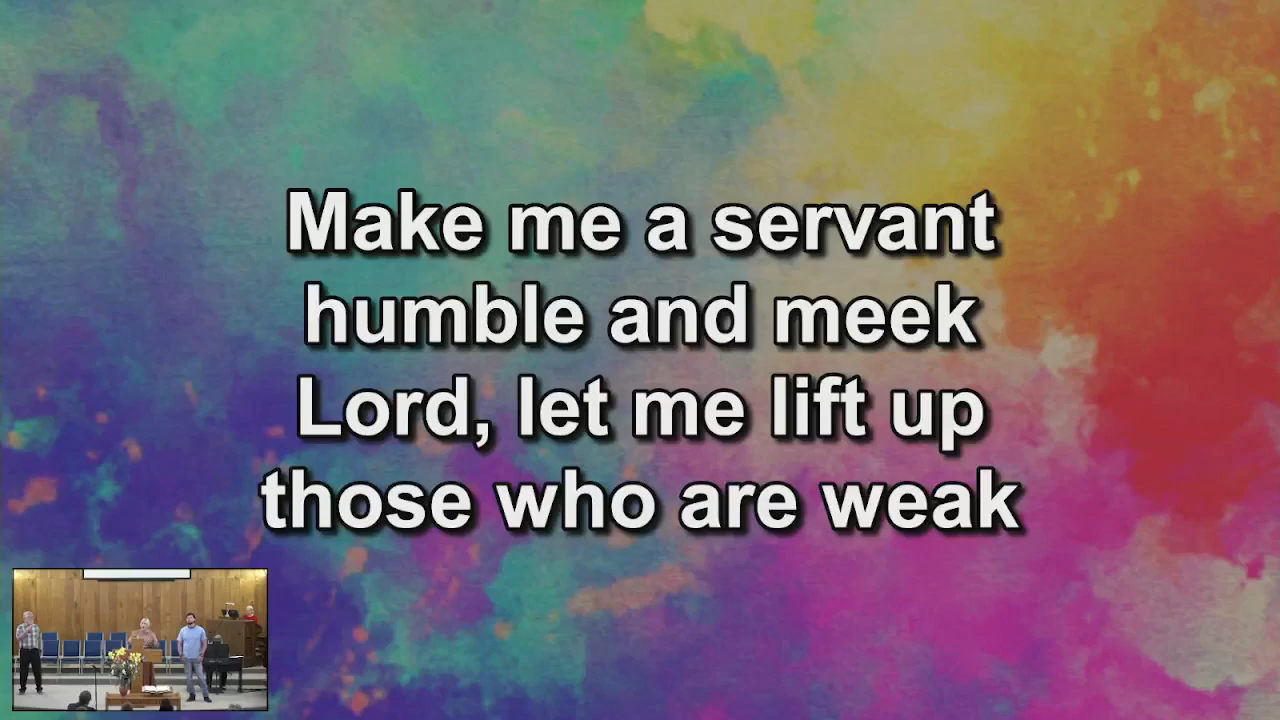 Make me a servant
humble and meek
Lord, let me lift up
those who are weak